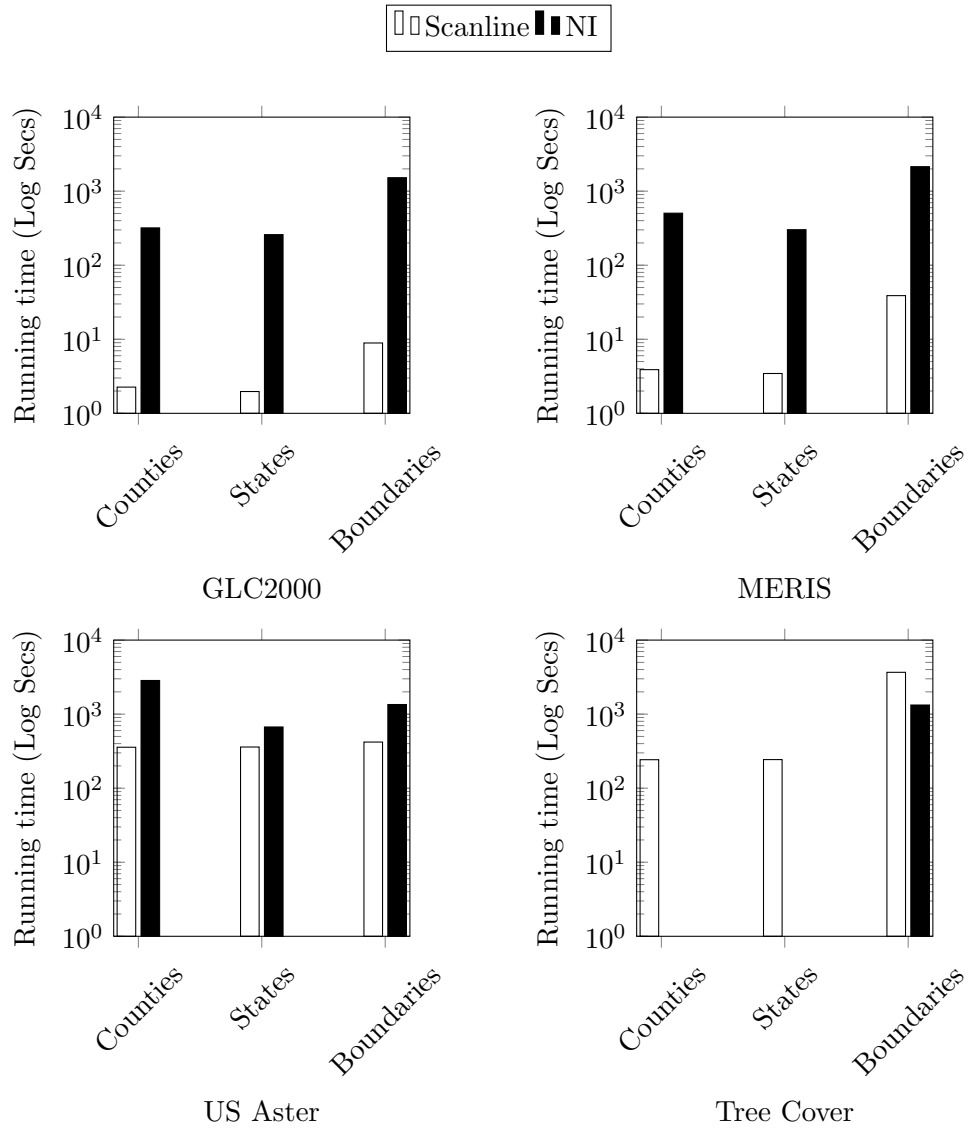 Scanline NI
Running time (Log Secs)
10^4
10^3
10^2
10^1
10^0
Counties
States
Boundaries
GLC2000
Running time (Log Secs)
10^4
10^3
10^2
10^1
10^0
Counties
States
Boundaries
MERIS
Running time (Log Secs)
10^4
10^3
10^2
10^1
10^0
Counties
States
Boundaries
US Aster
Running time (Log Secs)
10^4
10^3
10^2
10^1
10^0
Counties
States
Boundaries
Tree Cover